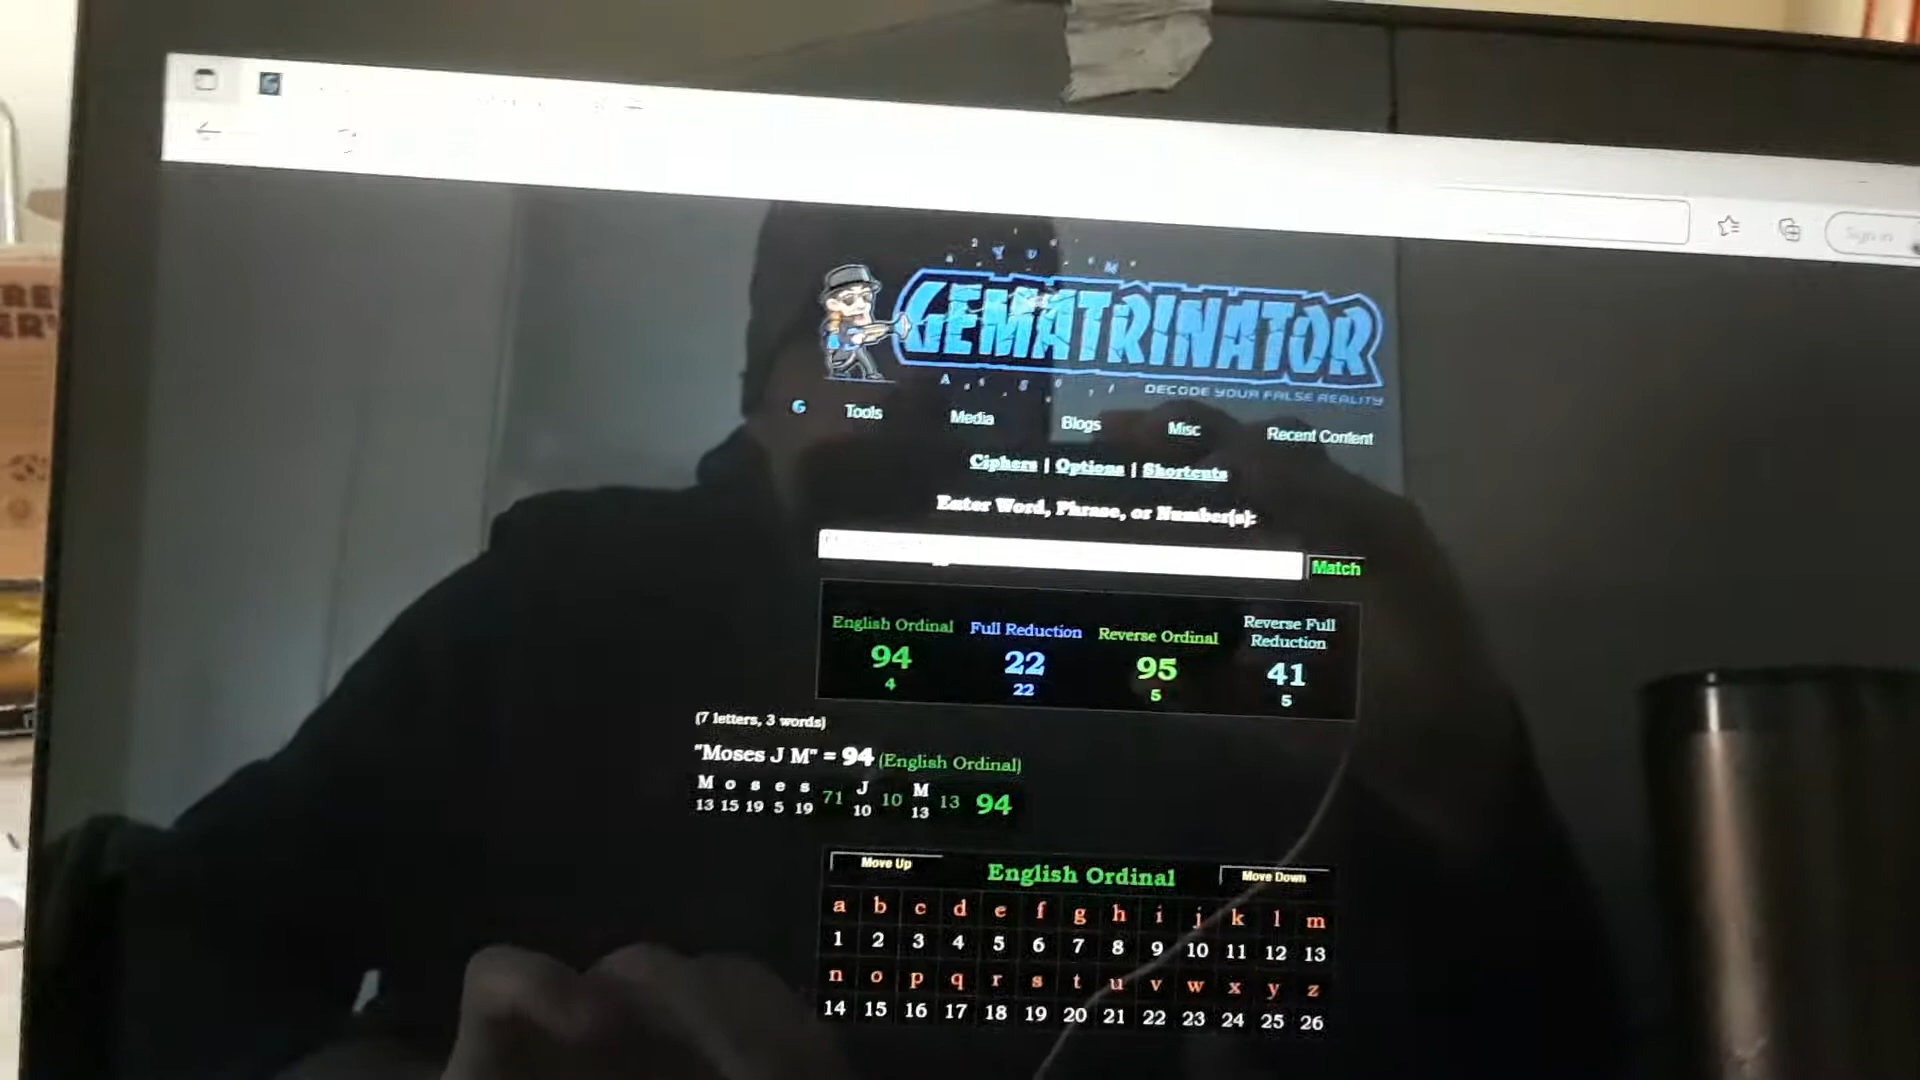 Sign in
GEMATRINATOR
DECODE YOUR FALSE REALITY
G Tools Media Blogs Misc Recent Content
Ciphers | Options | Shortcuts
Enter Word, Phrase, or Number(s):
Match
English Ordinal Full Reduction Reverse Ordinal Reverse Full Reduction
94 22 95 41
4 22 5 5
(7 letters, 3 words)
"Moses J M" = 94 (English Ordinal)
M o s e s 71 J 10 M 13 94
13 15 19 5 19 10 13
Move Up English Ordinal Move Down
a b c d e f g h i j k l m
1 2 3 4 5 6 7 8 9 10 11 12 13
n o p q r s t u v w x y z
14 15 16 17 18 19 20 21 22 23 24 25 26